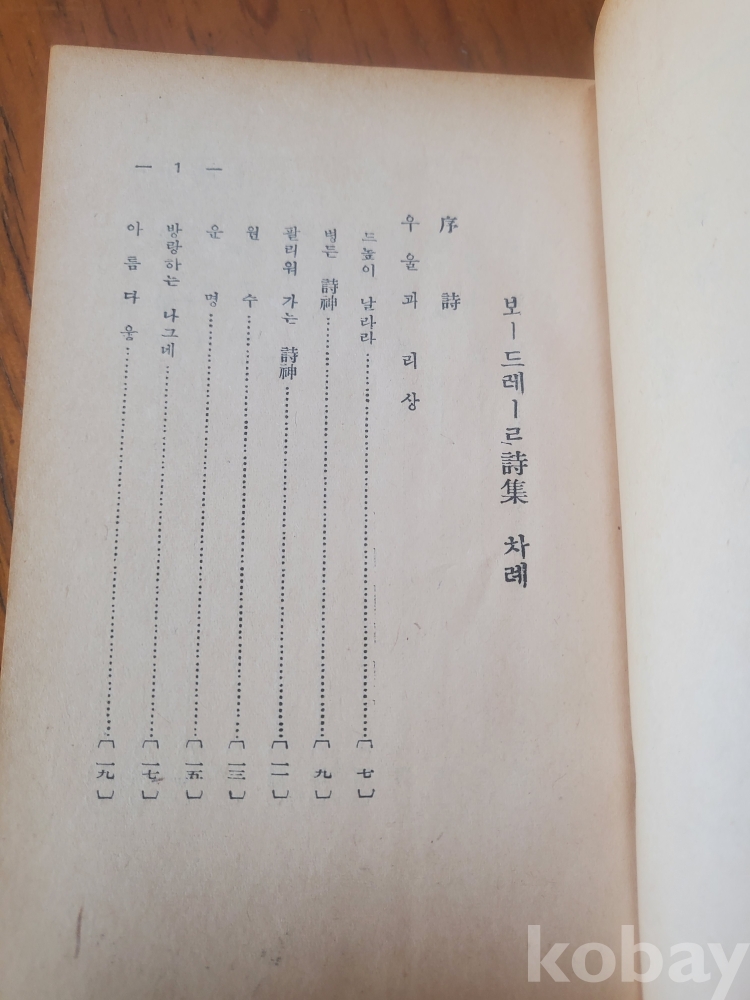 보ー드레ーㄹ 詩集 차례
序詩
우울과 리상
드높이 날라라 〔七〕
병든 詩神 〔九〕
팔리워 가는 詩神 〔一一〕
원수 〔一三〕
운명 〔一五〕
방랑하는 나그네 〔一七〕
아름다움 〔一九〕
— 1 —
kobay